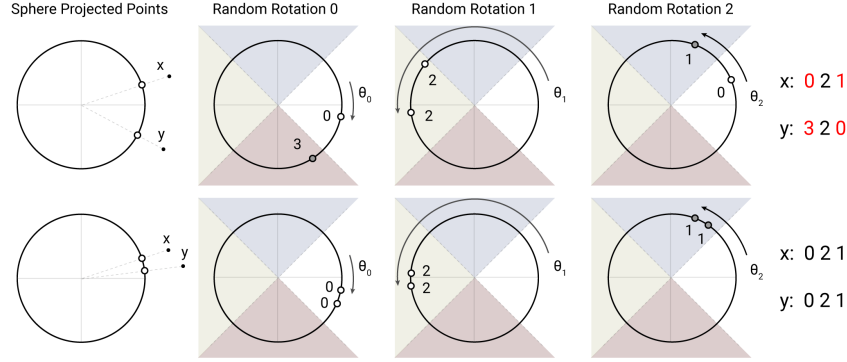 Sphere Projected Points
Random Rotation 0
Random Rotation 1
Random Rotation 2
x
y
0
3
θ0
2
2
θ1
1
0
θ2
x: 0 2 1
y: 3 2 0
x
y
0
0
θ0
2
2
θ1
1
1
θ2
x: 0 2 1
y: 0 2 1